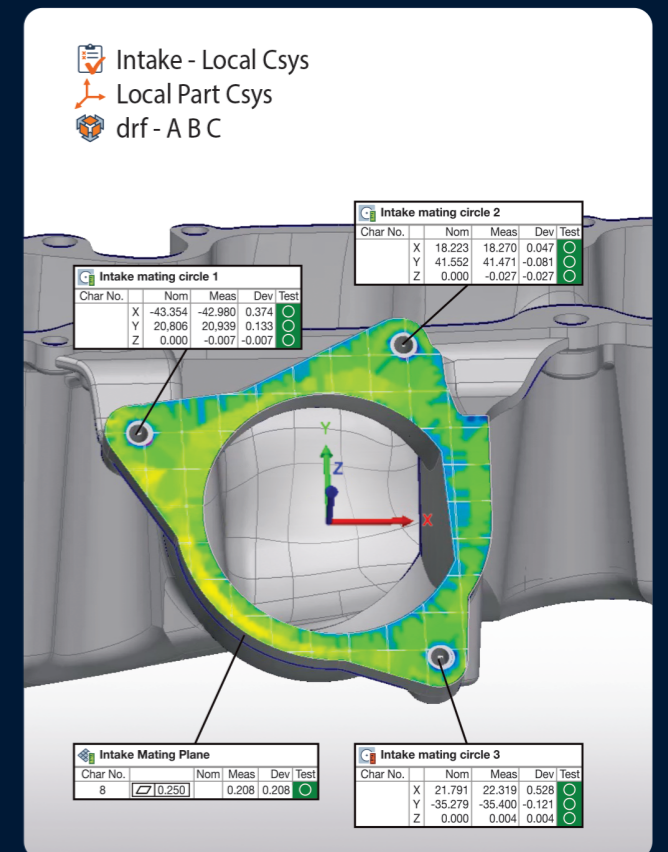 Intake - Local Csys
Local Part Csys
drf - A B C
Intake mating circle 2
Char No. Nom Meas Dev Test
X 18.223 18.270 0.047
Y 41.552 41.471 -0.081
Z 0.000 -0.027 -0.027
Intake mating circle 1
Char No. Nom Meas Dev Test
X -43.354 -42.980 0.374
Y 20,806 20,939 0.133
Z 0.000 -0.007 -0.007
Y
Z
X
Intake Mating Plane
Char No. Nom Meas Dev Test
8 0.250 0.208 0.208
Intake mating circle 3
Char No. Nom Meas Dev Test
X 21.791 22.319 0.528
Y -35.279 -35.400 -0.121
Z 0.000 0.004 0.004